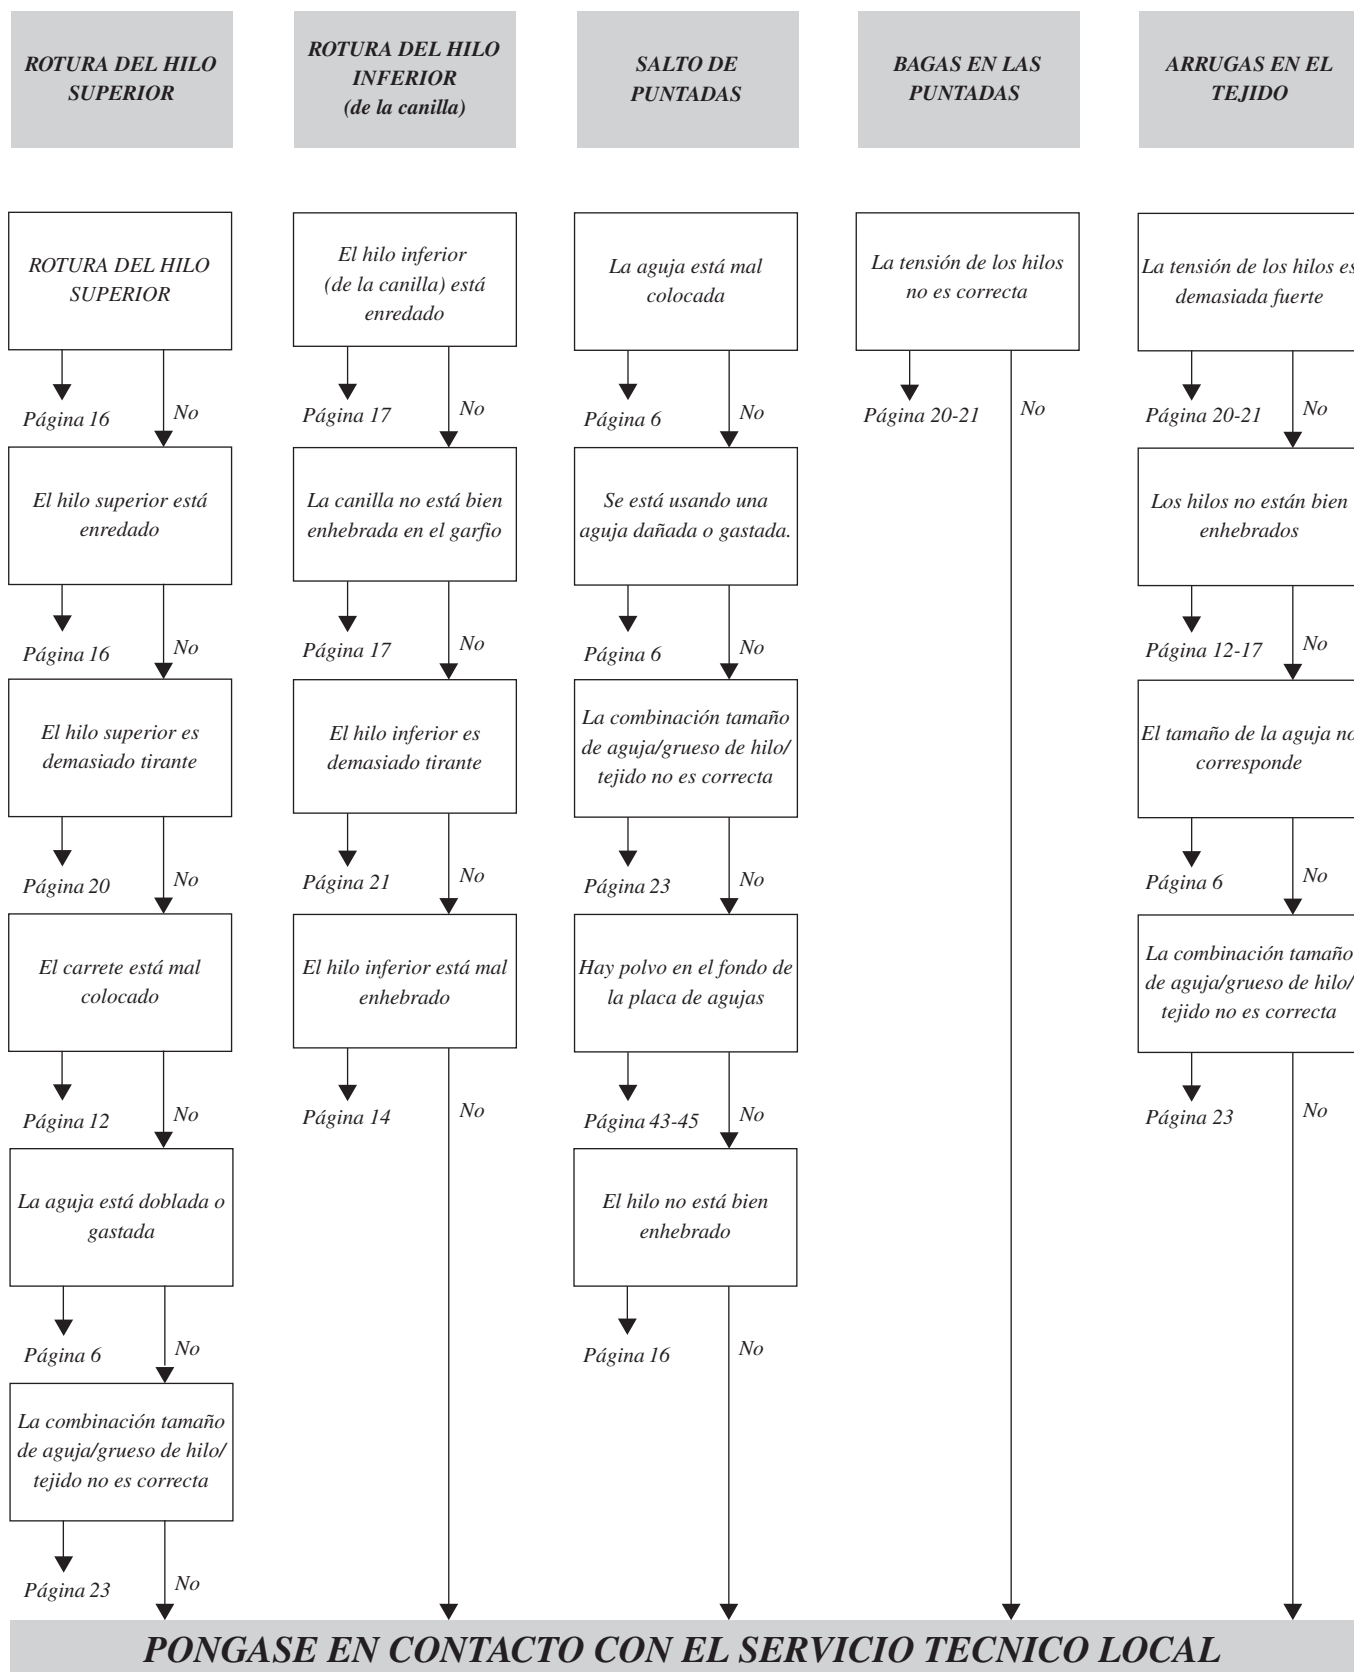 ROTURA DEL HILO
SUPERIOR
ROTURA DEL HILO
INFERIOR
(de la canilla)
SALTO DE
PUNTADAS
BAGAS EN LAS
PUNTADAS
ARRUGAS EN EL
TEJIDO
ROTURA DEL HILO
SUPERIOR
Página 16
No
El hilo superior está
enredado
Página 16
No
El hilo superior es
demasiado tirante
Página 20
No
El carrete está mal
colocado
Página 12
No
La aguja está doblada o
gastada
Página 6
No
La combinación tamaño
de aguja/grueso de hilo/
tejido no es correcta
Página 23
No
El hilo inferior
(de la canilla) está
enredado
Página 17
No
La canilla no está bien
enhebrada en el garfio
Página 17
No
El hilo inferior es
demasiado tirante
Página 21
No
El hilo inferior está mal
enhebrado
Página 14
No
La aguja está mal
colocada
Página 6
No
Se está usando una
aguja dañada o gastada.
Página 6
No
La combinación tamaño
de aguja/grueso de hilo/
tejido no es correcta
Página 23
No
Hay polvo en el fondo de
la placa de agujas
Página 43-45
No
El hilo no está bien
enhebrado
Página 16
No
La tensión de los hilos
no es correcta
Página 20-21
No
La tensión de los hilos es
demasiada fuerte
Página 20-21
No
Los hilos no están bien
enhebrados
Página 12-17
No
El tamaño de la aguja no
corresponde
Página 6
No
La combinación tamaño
de aguja/grueso de hilo/
tejido no es correcta
Página 23
No
PONGASE EN CONTACTO CON EL SERVICIO TECNICO LOCAL